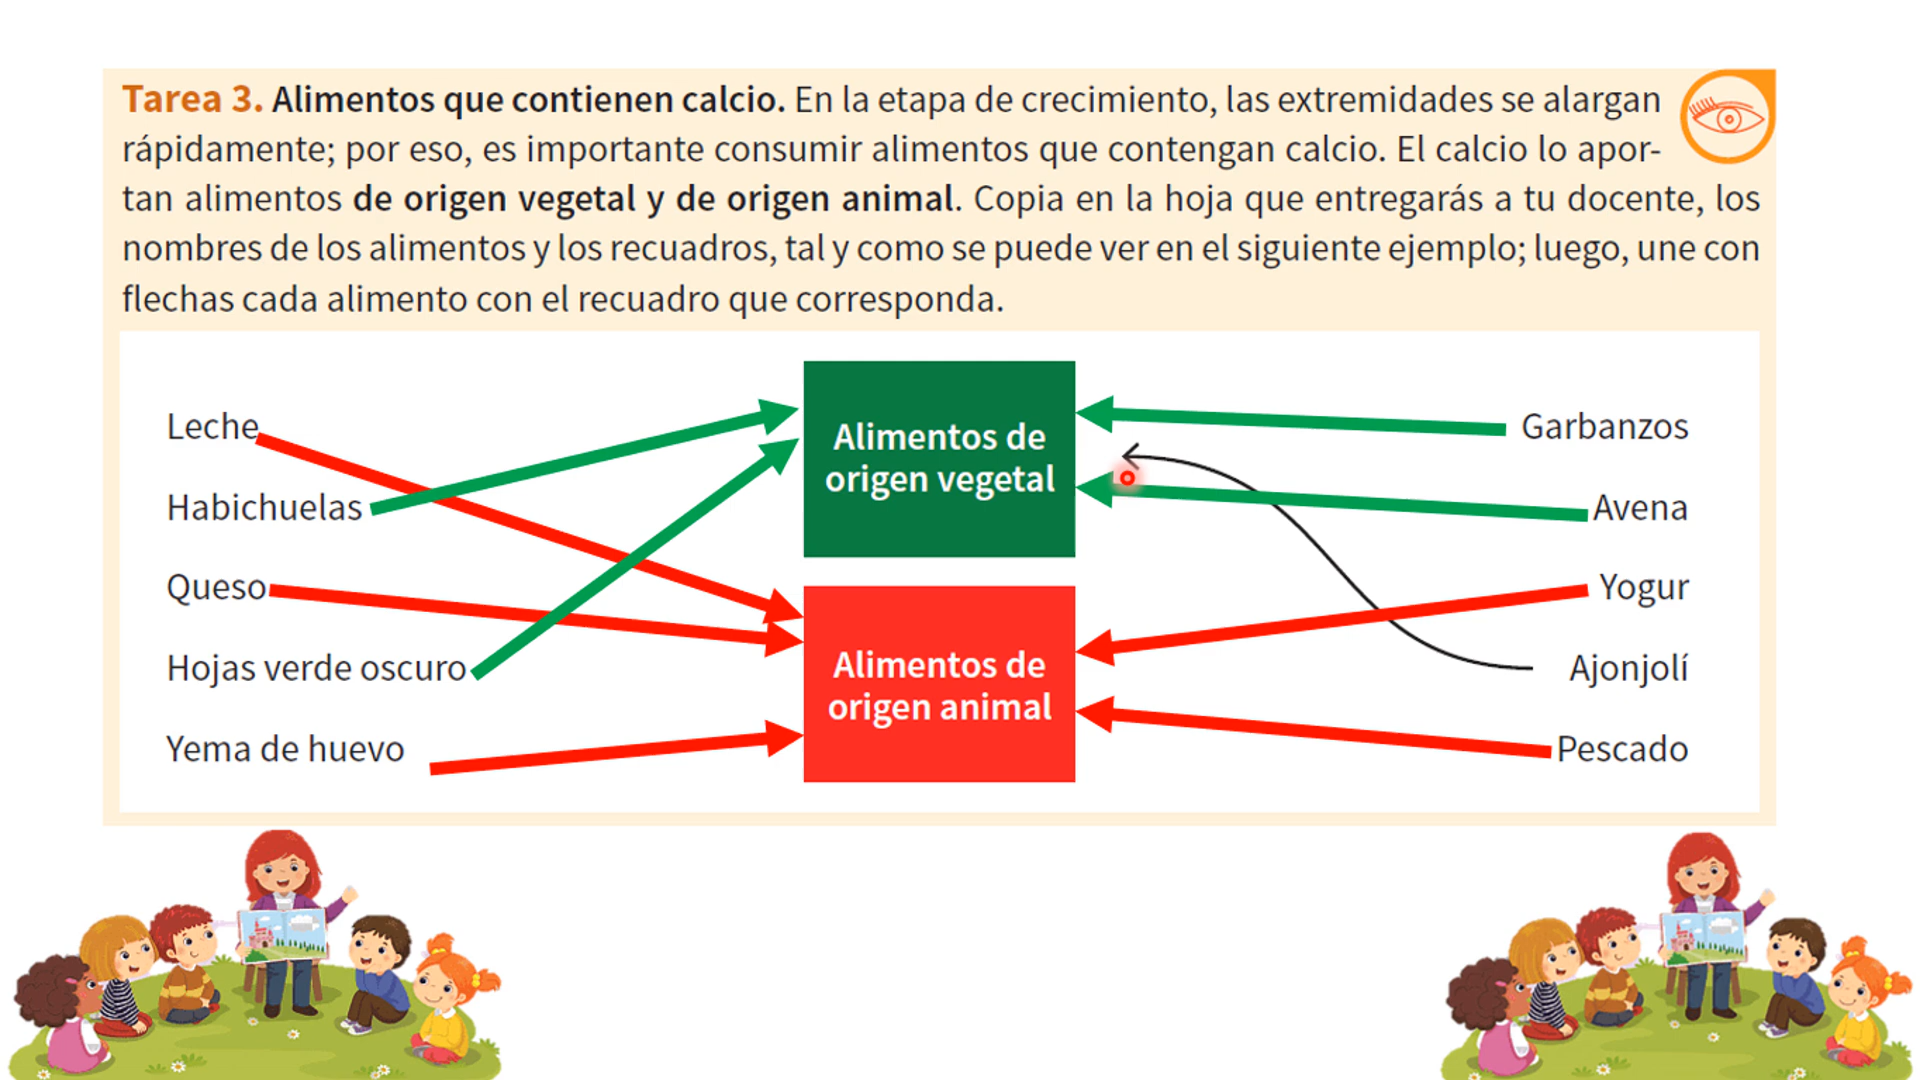 Tarea 3. Alimentos que contienen calcio. En la etapa de crecimiento, las extremidades se alargan
rápidamente; por eso, es importante consumir alimentos que contengan calcio. El calcio lo apor-
tan alimentos de origen vegetal y de origen animal. Copia en la hoja que entregarás a tu docente, los
nombres de los alimentos y los recuadros, tal y como se puede ver en el siguiente ejemplo; luego, une con
flechas cada alimento con el recuadro que corresponda.
Leche
Habichuelas
Queso
Hojas verde oscuro
Yema de huevo
Alimentos de
origen vegetal
Alimentos de
origen animal
Garbanzos
Avena
Yogur
Ajonjolí
Pescado